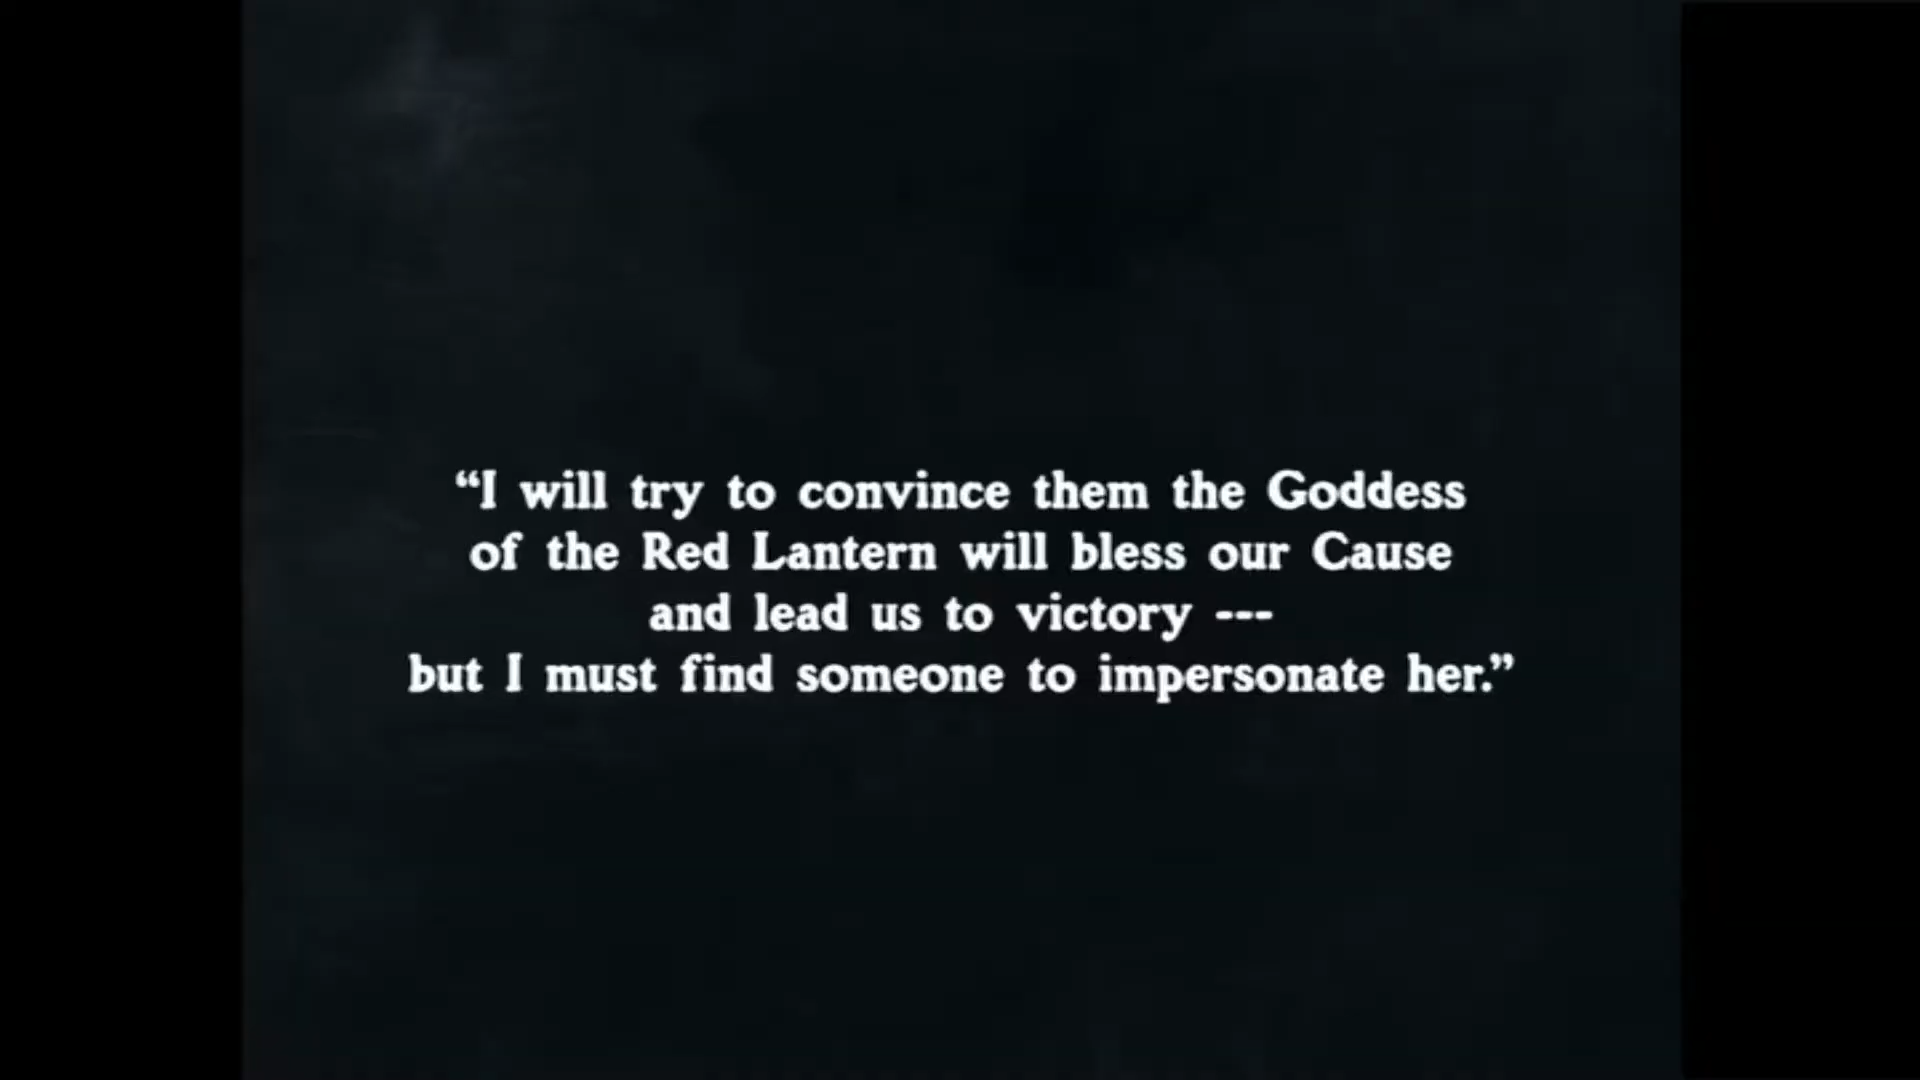 “I will try to convince them the Goddess
of the Red Lantern will bless our Cause
and lead us to victory ---
but I must find someone to impersonate her.”